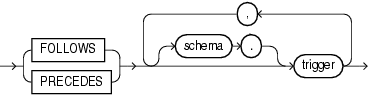 ,
FOLLOWS
schema .
trigger
PRECEDES